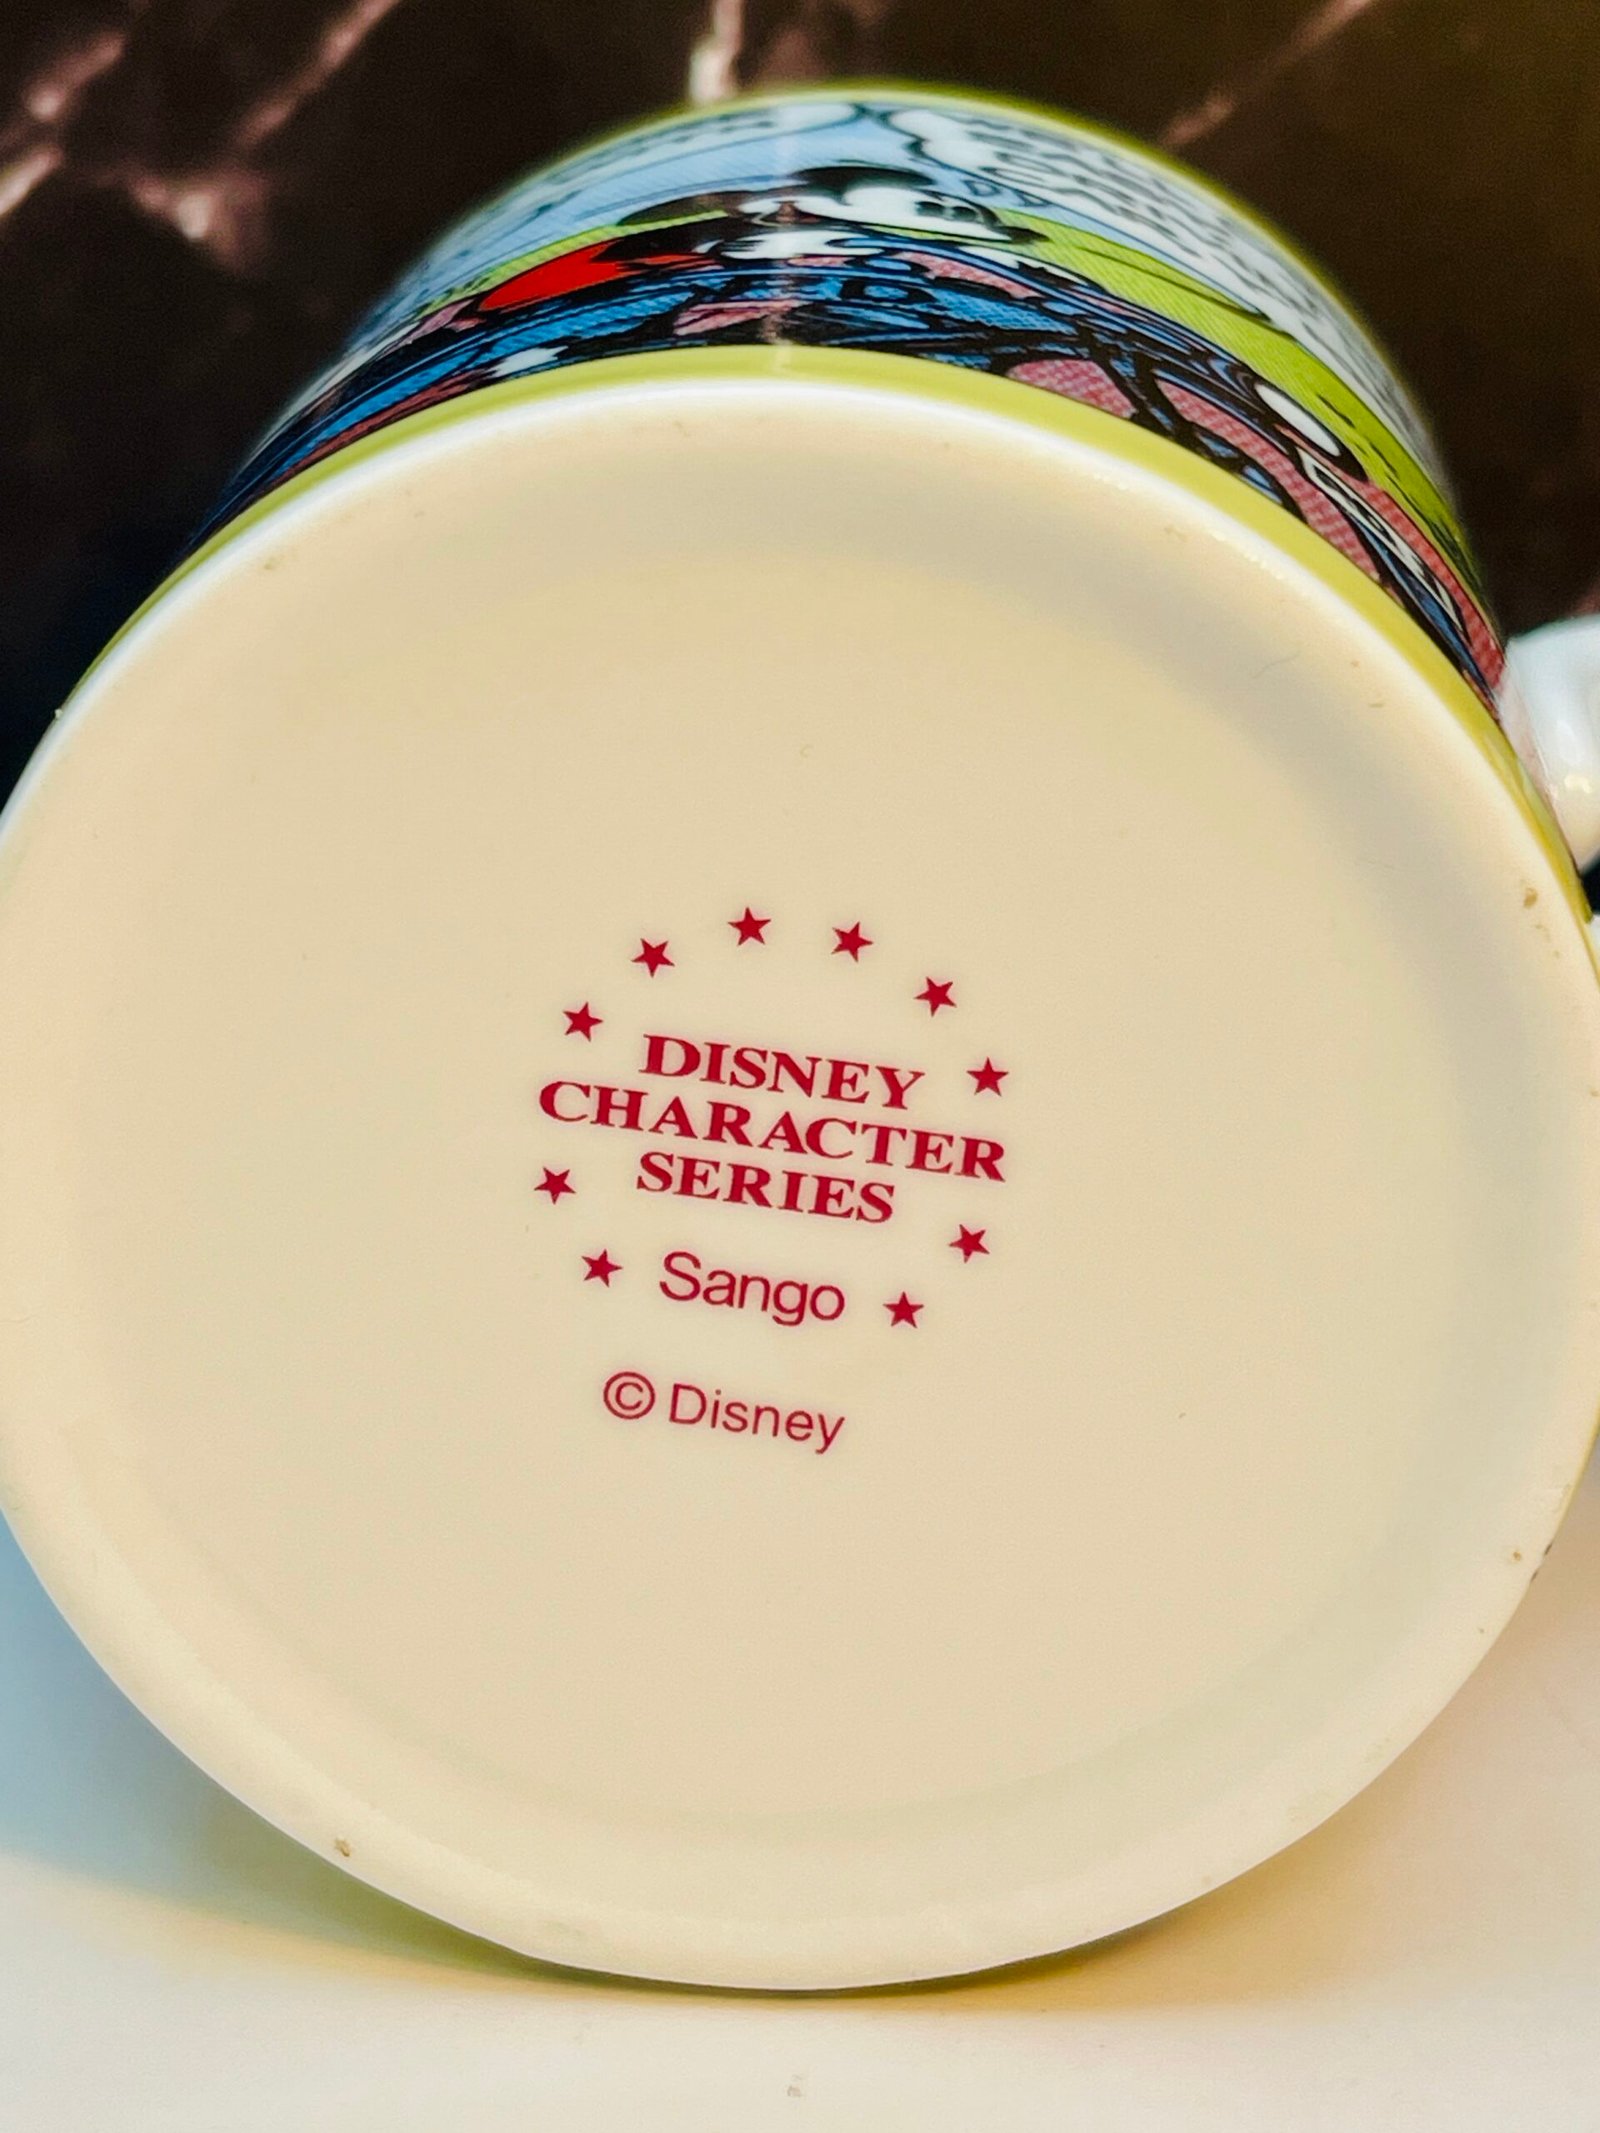 DISNEY
CHARACTER
SERIES
Sango
© Disney